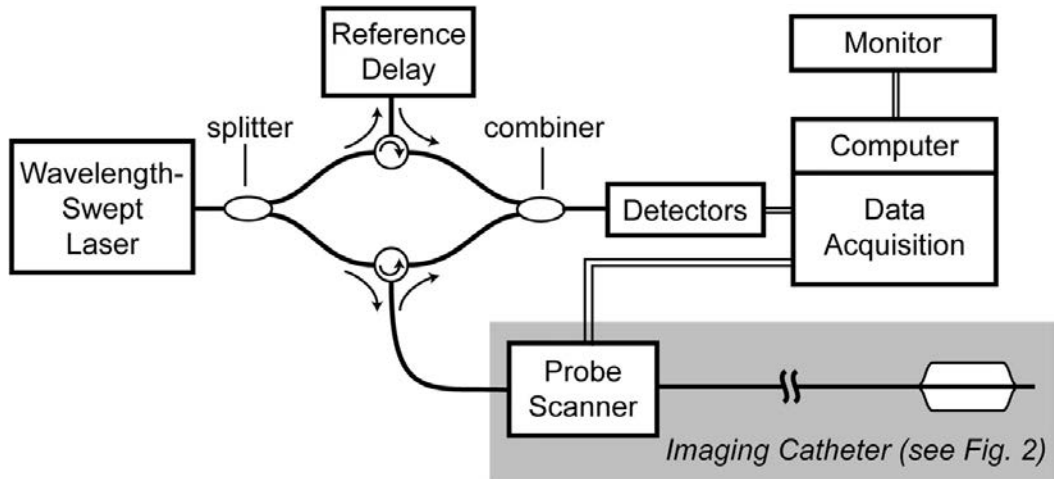 Reference
Delay
Monitor
splitter
combiner
Computer
Wavelength-
Swept
Laser
Detectors
Data
Acquisition
Probe
Scanner
Imaging Catheter (see Fig. 2)